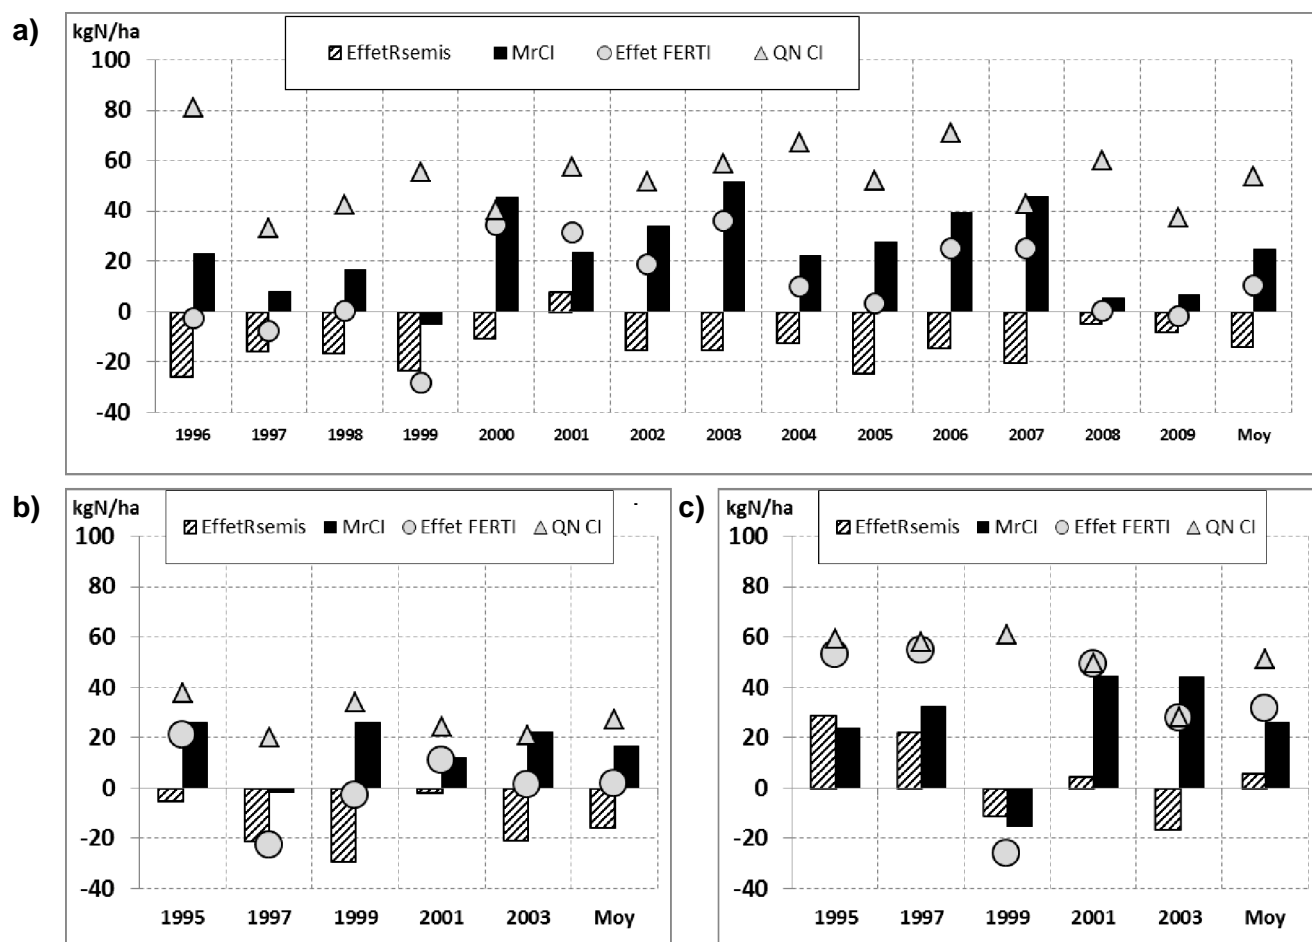 a)
kgN/ha
EffetRsemis MrCI Effet FERTI QN CI
100
80
60
40
20
0
-20
-40
1996 1997 1998 1999 2000 2001 2002 2003 2004 2005 2006 2007 2008 2009 Moy
b)
kgN/ha
EffetRsemis MrCI Effet FERTI QN CI
100
80
60
40
20
0
-20
-40
1995 1997 1999 2001 2003 Moy
c)
kgN/ha
EffetRsemis MrCI Effet FERTI QN CI
100
80
60
40
20
0
-20
-40
1995 1997 1999 2001 2003 Moy